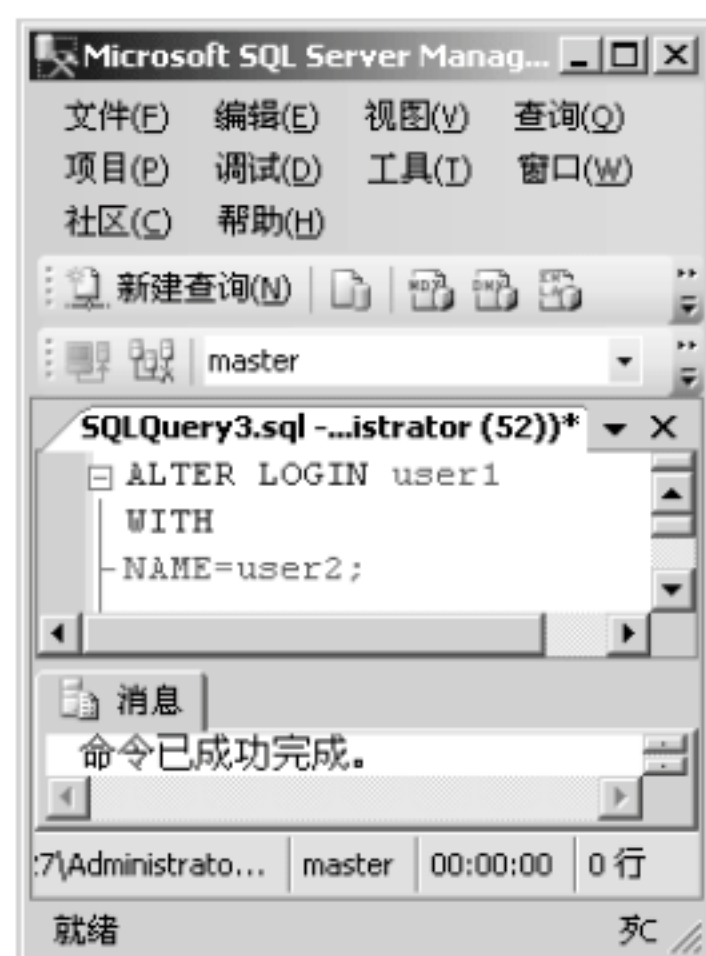 Microsoft SQL Server Manag...
文件(F) 编辑(E) 视图(V) 查询(Q)
项目(P) 调试(D) 工具(T) 窗口(W)
社区(C) 帮助(H)
新建查询(N)
master
SQLQuery3.sql -...istrator (52))*
ALTER LOGIN user1
WITH
NAME=user2;
消息
命令已成功完成。
7\Administrato... master 00:00:00 0 行
就绪